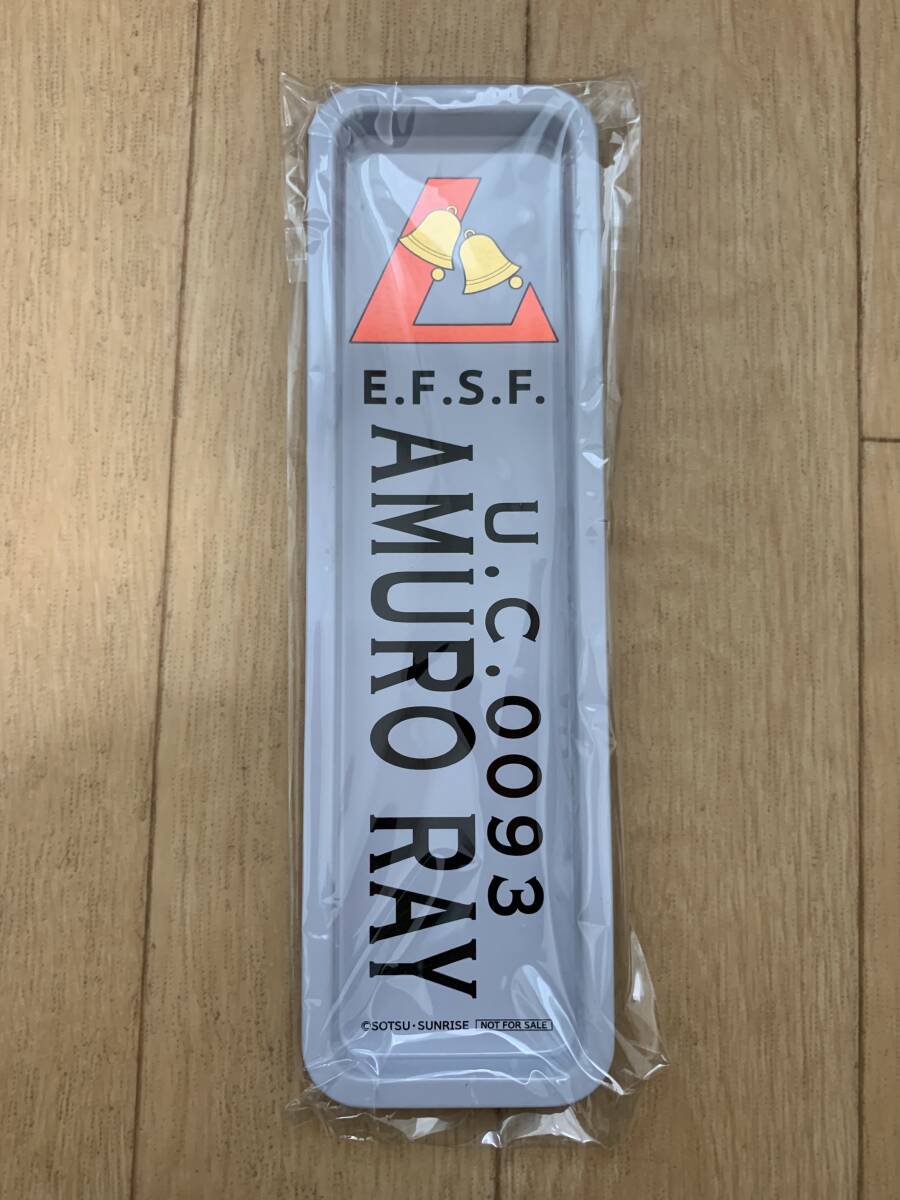 E.F.S.F.
U.C.0093
AMURO RAY
©SOTSU・SUNRISE NOT FOR SALE